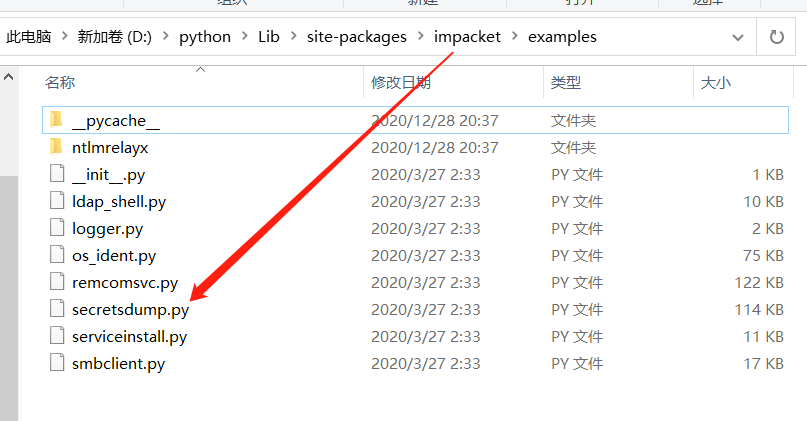 此电脑 > 新加卷 (D:) > python > Lib > site-packages > impacket > examples
名称 修改日期 类型 大小
__pycache__ 2020/12/28 20:37 文件夹
ntlmrelayx 2020/12/28 20:37 文件夹
__init__.py 2020/3/27 2:33 PY 文件 1 KB
ldap_shell.py 2020/3/27 2:33 PY 文件 10 KB
logger.py 2020/3/27 2:33 PY 文件 2 KB
os_ident.py 2020/3/27 2:33 PY 文件 75 KB
remcomsvc.py 2020/3/27 2:33 PY 文件 122 KB
secretsdump.py 2020/3/27 2:33 PY 文件 114 KB
serviceinstall.py 2020/3/27 2:33 PY 文件 11 KB
smbclient.py 2020/3/27 2:33 PY 文件 17 KB